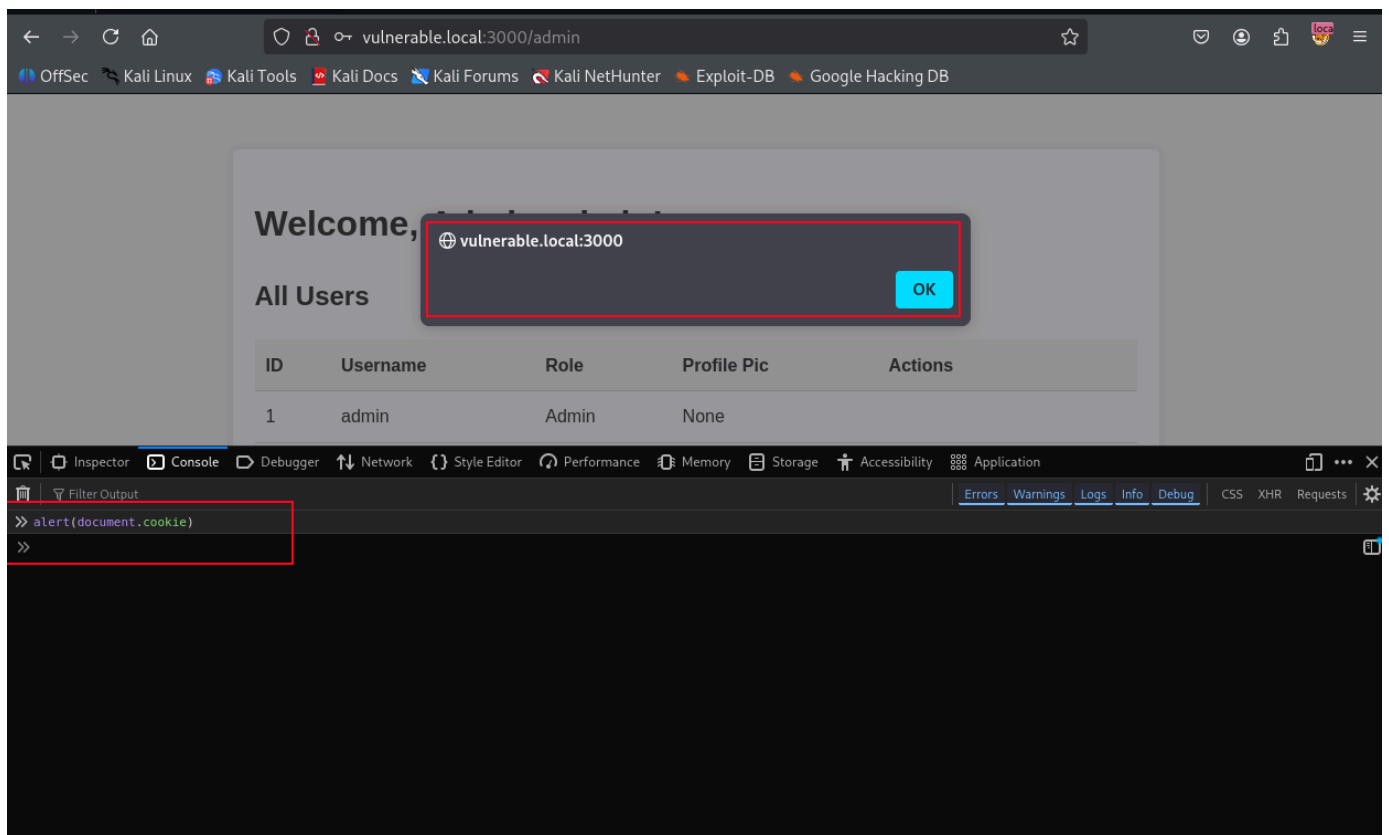 vulnerable.local:3000/admin
loca
OffSec Kali Linux Kali Tools Kali Docs Kali Forums Kali NetHunter Exploit-DB Google Hacking DB
Welcome,
vulnerable.local:3000
OK
All Users
ID Username Role Profile Pic Actions
1 admin Admin None
Inspector Console Debugger Network Style Editor Performance Memory Storage Accessibility Application
Filter Output Errors Warnings Logs Info Debug CSS XHR Requests
>> alert(document.cookie)
>>